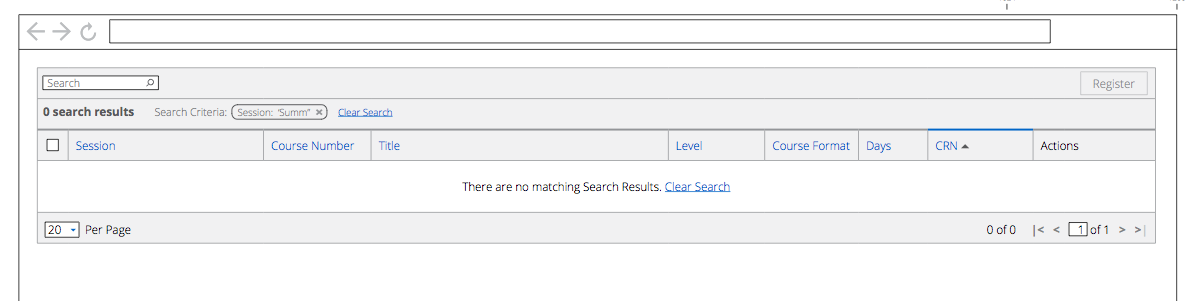 Search
Register
0 search results Search Criteria: Session: "Summ" × Clear Search
Session Course Number Title Level Course Format Days CRN Actions
There are no matching Search Results. Clear Search
20 Per Page 0 of 0 |< < 1 of 1 > >|